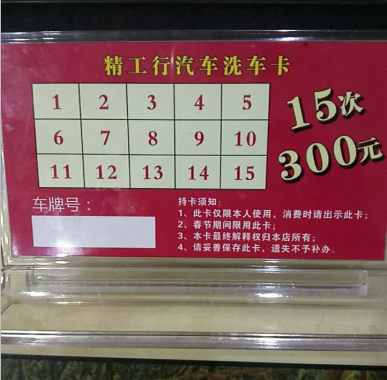 精工行汽车洗车卡
1 2 3 4 5
6 7 8 9 10
11 12 13 14 15
15次
300元
车牌号：
持卡须知：
1、此卡仅限本人使用，消费时请出示此卡；
2、春节期间限用此卡；
3、本卡最终解释权归本店所有；
4、请妥善保存此卡、遗失不予补办。